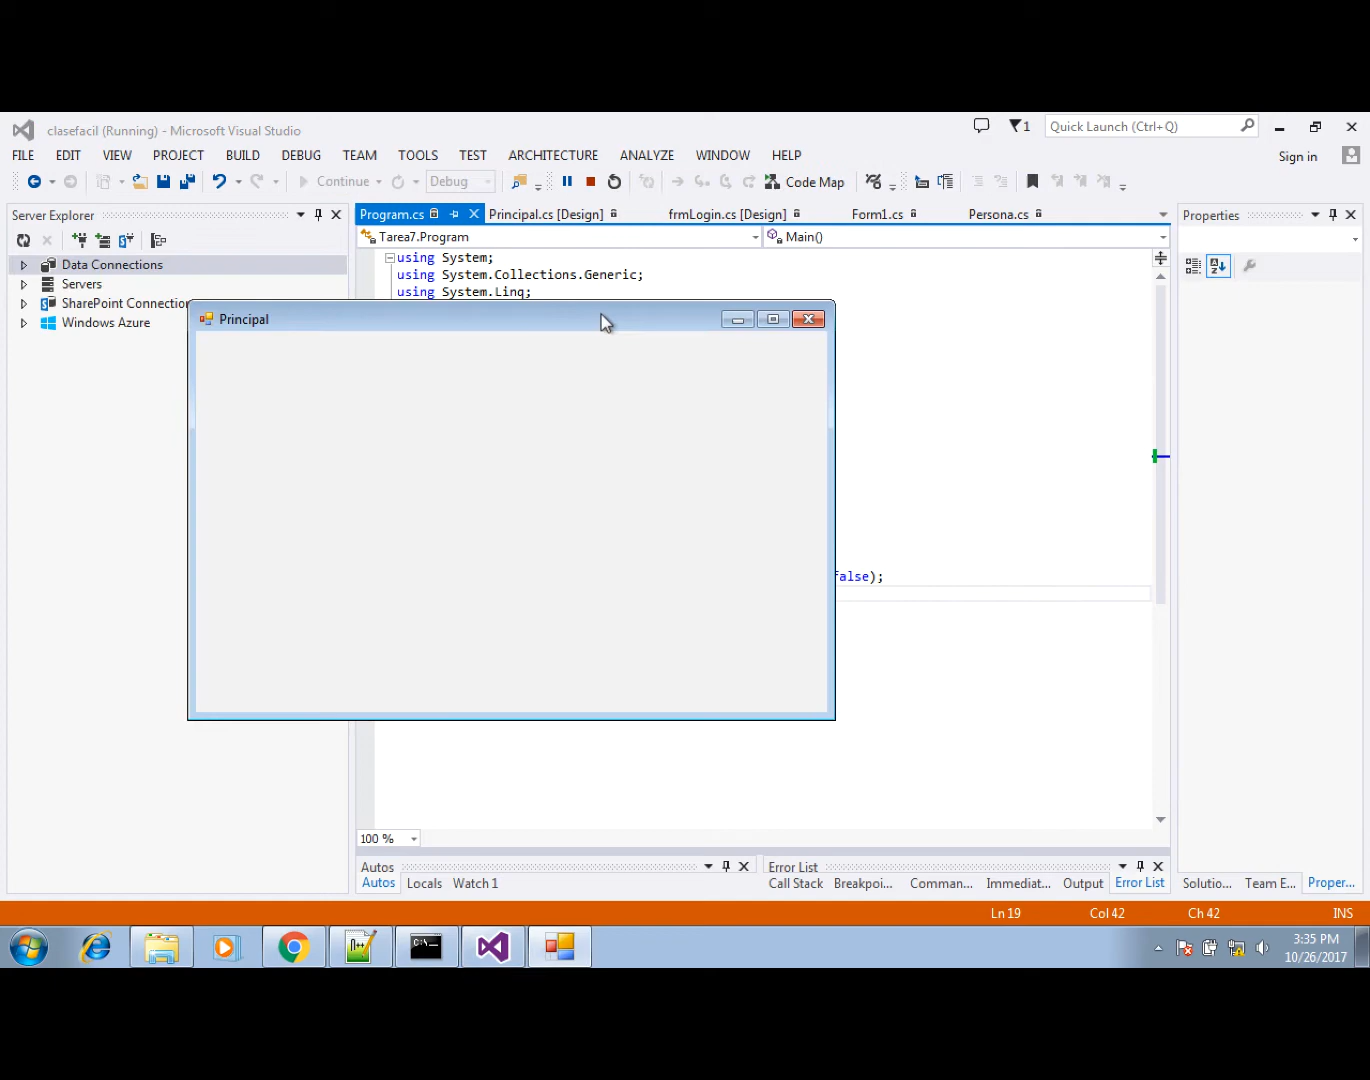 clasefacil (Running) - Microsoft Visual Studio
1
Quick Launch (Ctrl+Q)
FILE EDIT VIEW PROJECT BUILD DEBUG TEAM TOOLS TEST ARCHITECTURE ANALYZE WINDOW HELP
Sign in
Continue Debug Code Map
Server Explorer
Program.cs Principal.cs [Design] frmLogin.cs [Design] Form1.cs Persona.cs
Properties
Tarea7.Program Main()
using System;
using System.Collections.Generic;
using System.Linq;
Data Connections
Servers
SharePoint Connection
Windows Azure
Principal
false);
100 %
Autos
Error List
Autos Locals Watch 1
Call Stack Breakpoi... Comman... Immediat... Output Error List
Solutio... Team E... Proper...
Ln 19 Col 42 Ch 42 INS
3:35 PM
10/26/2017